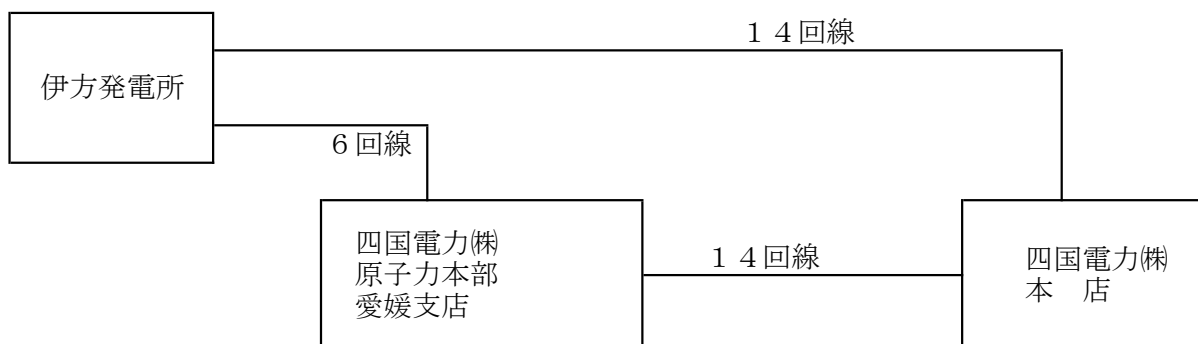 １４回線
伊方発電所
６回線
四国電力㈱
原子力本部
愛媛支店
１４回線
四国電力㈱
本　店